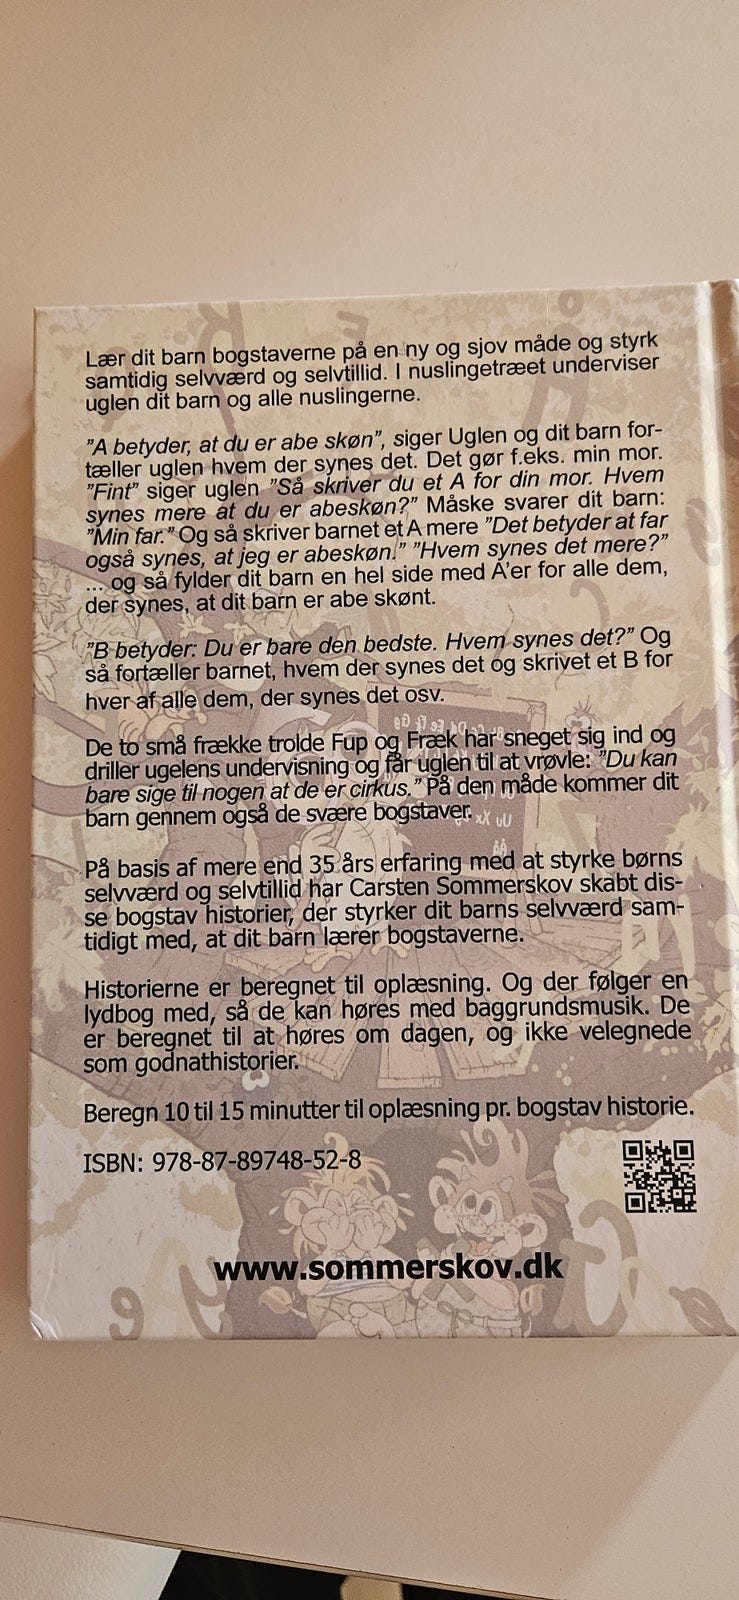 Lær dit barn bogstaverne på en ny og sjov måde og styrk
samtidig selvværd og selvtillid. I nuslingetræet underviser
uglen dit barn og alle nuslingerne.
"A betyder, at du er abe skøn", siger Uglen og dit barn for-
tæller uglen hvem der synes det. Det gør f.eks. min mor.
"Fint" siger uglen "Så skriver du et A for din mor. Hvem
synes mere at du er abeskøn?" Måske svarer dit barn:
"Min far." Og så skriver barnet et A mere "Det betyder at far
også synes, at jeg er abeskøn." "Hvem synes det mere?"
... og så fylder dit barn en hel side med A'er for alle dem,
der synes, at dit barn er abe skønt.
"B betyder: Du er bare den bedste. Hvem synes det?" Og
så fortæller barnet, hvem der synes det og skrivet et B for
hver af alle dem, der synes det osv.
De to små frække trolde Fup og Fræk har sneget sig ind og
driller ugelens undervisning og får uglen til at vrøvle: "Du kan
bare sige til nogen at de er cirkus." På den måde kommer dit
barn gennem også de svære bogstaver.
På basis af mere end 35 års erfaring med at styrke børns
selvværd og selvtillid har Carsten Sommerskov skabt dis-
se bogstav historier, der styrker dit barns selvværd sam-
tidigt med, at dit barn lærer bogstaverne.
Historierne er beregnet til oplæsning. Og der følger en
lydbog med, så de kan høres med baggrundsmusik. De
er beregnet til at høres om dagen, og ikke velegnede
som godnathistorier.
Beregn 10 til 15 minutter til oplæsning pr. bogstav historie.
ISBN: 978-87-89748-52-8
www.sommerskov.dk